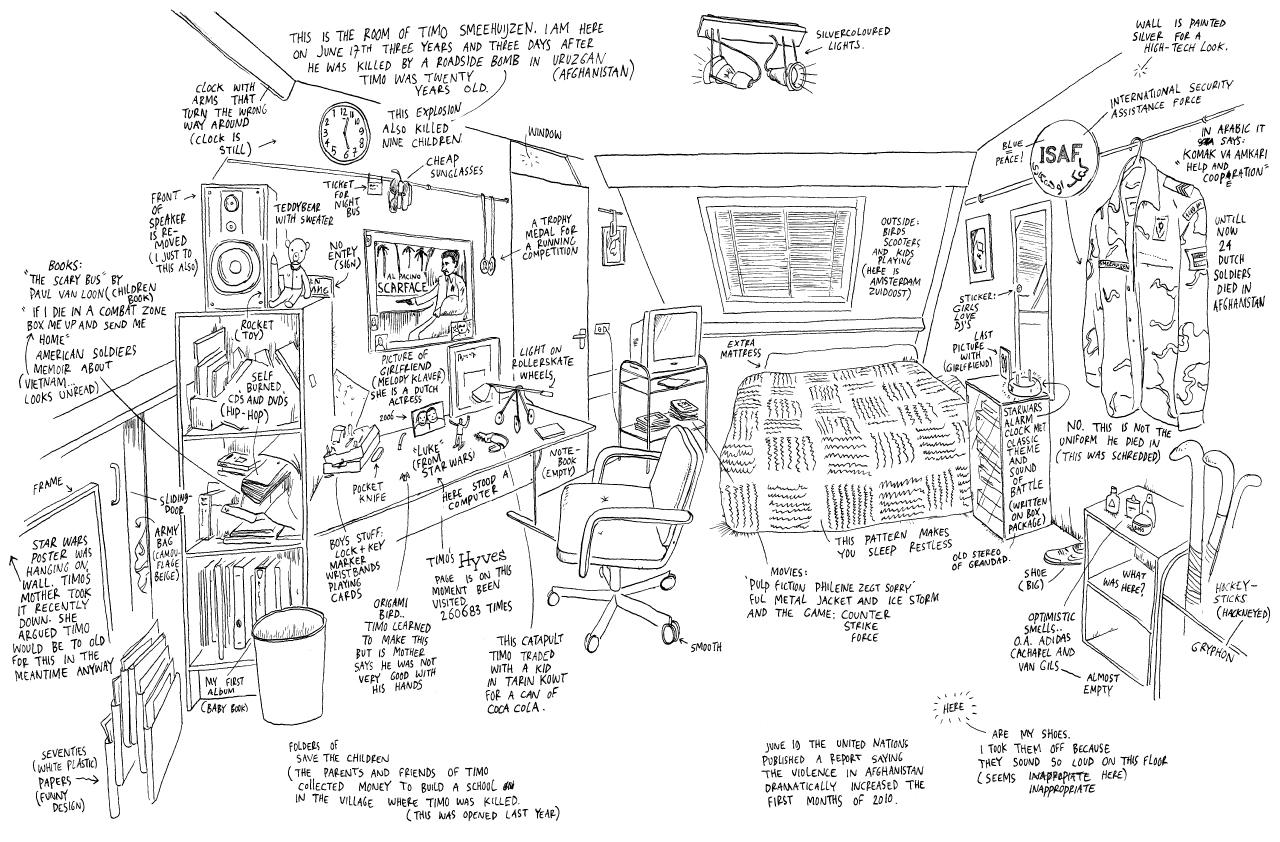 THIS IS THE ROOM OF TIMO SMEEHUIJZEN. I AM HERE
ON JUNE 17TH THREE YEARS AND THREE DAYS AFTER
HE WAS KILLED BY A ROADSIDE BOMB IN URUZGAN
TIMO WAS TWENTY (AFGHANISTAN)
YEARS OLD.
THIS EXPLOSION
ALSO KILLED
NINE CHILDREN.
SILVERCOLOURED
LIGHTS.
WALL IS PAINTED
SILVER FOR A
HIGH-TECH LOOK.
CLOCK WITH
ARMS THAT
TURN THE WRONG
WAY AROUND
(CLOCK IS
STILL)
12
11
10
9
8
7
6
5
4
3
2
1
WINDOW
CHEAP
SUNGLASSES
TICKET
FOR
NIGHT
BUS
INTERNATIONAL SECURITY
ASSISTANCE FORCE
BLUE
=
PEACE!
ISAF
IN ARABIC IT
SAYS:
"KOMAK VA AMKARI
HELD AND
COOPERATION"
FRONT
OF
SPEAKER
IS RE-
MOVED
(I JUST TO
THIS ALSO)
TEDDYBEAR
WITH SWEATER
NO
ENTRY
(SIGN)
ROCKET
(TOY)
A TROPHY
MEDAL FOR
A RUNNING
COMPETITION
AL PACINO
SCARFACE
OUTSIDE:
BIRDS
SCOOTERS
AND KIDS
PLAYING
(HERE IS
AMSTERDAM
ZUIDOOST)
UNTILL
NOW
24
DUTCH
SOLDIERS
DIED IN
AFGHANISTAN
SMEEHUIJZEN
BOOKS:
"THE SCARY BUS" BY
PAUL VAN LOON (CHILDREN
BOOK)
"IF I DIE IN A COMBAT ZONE
BOX ME UP AND SEND ME
HOME"
AMERICAN SOLDIERS
MEMOIR ABOUT
(VIETNAM...
LOOKS UNREAD)
STICKER:
GIRLS
LOVE
DJ'S
LAST
PICTURE
WITH
(GIRLFRIEND)
EXTRA
MATTRESS
PICTURE OF
GIRLFRIEND
(MELODY KLAVER)
SHE IS A DUTCH
ACTRESS
LIGHT ON
ROLLERSKATE
WHEELS
SELF
BURNED
CDS AND DVDS
(HIP-HOP)
2006
"LUKE"
(FROM
STAR WARS)
POCKET
KNIFE
HERE STOOD A
COMPUTER
NOTE-
BOOK
(EMPTY)
STARWARS
ALARM
CLOCK MET
CLASSIC
THEME
AND
SOUND
OF
BATTLE
(WRITTEN
ON BOX
PACKAGE)
NO. THIS IS NOT THE
UNIFORM HE DIED IN
(THIS WAS SCHREDDED)
FRAME
SLIDING-
DOOR
ARMY
BAG
(CAMOU-
FLAGE
BEIGE)
STAR WARS
POSTER WAS
HANGING ON
WALL. TIMOS
MOTHER TOOK
IT RECENTLY
DOWN. SHE
ARGUED TIMO
WOULD BE TO OLD
FOR THIS IN THE
MEANTIME ANYWAY
BOYS STUFF:
LOCK + KEY
MARKER
WRISTBANDS
PLAYING
CARDS
TIMO'S Hyves
PAGE IS ON THIS
MOMENT BEEN
VISITED
260683 TIMES
ORIGAMI
BIRD..
TIMO LEARNED
TO MAKE THIS
BUT IS MOTHER
SAYS HE WAS NOT
VERY GOOD WITH
HIS HANDS
THIS CATAPULT
TIMO TRADED
WITH A KID
IN TARIN KOWT
FOR A CAN OF
COCA COLA.
SMOOTH
THIS PATTERN MAKES
YOU SLEEP RESTLESS
MOVIES:
'PULP FICTION PHILEINE ZEGT SORRY'
FUL METAL JACKET AND ICE STORM
AND THE GAME: COUNTER
STRIKE
FORCE
OLD STEREO
OF GRANDAD.
SHOE
(BIG)
WHAT
WAS HERE?
OPTIMISTIC
SMELLS..
O.A. ADIDAS
CACHAREL AND
VAN GILS
ALMOST
EMPTY
HOCKEY-
STICKS
(HACKNEYED)
GRYPHON
MY FIRST
ALBUM
(BABY BOOK)
SEVENTIES
(WHITE PLASTIC)
PAPERS
(FUNNY
DESIGN)
FOLDERS OF
SAVE THE CHILDREN
(THE PARENTS AND FRIENDS OF TIMO
COLLECTED MONEY TO BUILD A SCHOOL
IN THE VILLAGE WHERE TIMO WAS KILLED.
(THIS WAS OPENED LAST YEAR)
JUNE 10 THE UNITED NATIONS
PUBLISHED A REPORT SAYING
THE VIOLENCE IN AFGHANISTAN
DRAMATICALLY INCREASED THE
FIRST MONTHS OF 2010.
HERE
ARE MY SHOES.
I TOOK THEM OFF BECAUSE
THEY SOUND SO LOUD ON THIS FLOOR
(SEEMS INAPPROPIATE HERE)
INAPPROPRIATE